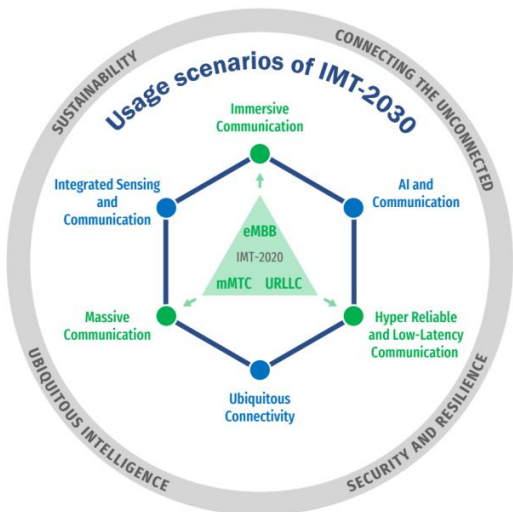 SUSTAINABILITY
CONNECTING THE UNCONNECTED
Usage scenarios of IMT-2030
Immersive
Communication
Integrated Sensing
and
Communication
AI and
Communication
eMBB
IMT-2020
mMTC URLLC
Massive
Communication
Hyper Reliable
and Low-Latency
Communication
Ubiquitous
Connectivity
UBIQUITOUS INTELLIGENCE
SECURITY AND RESILIENCE